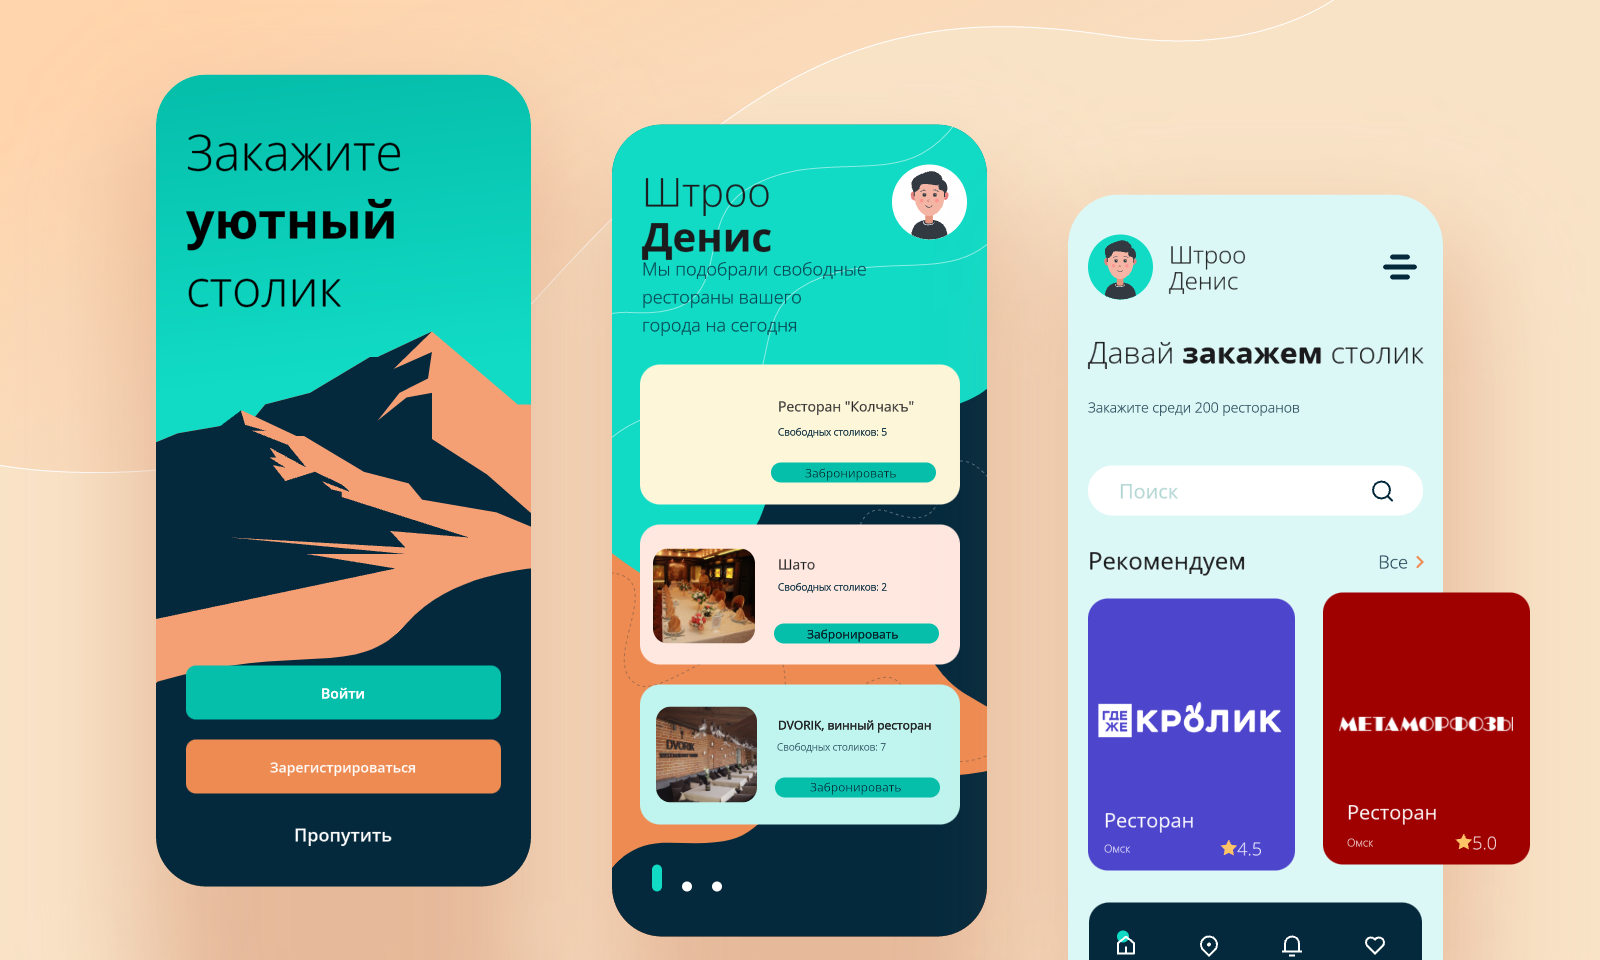 Закажите
уютный
столик
Войти
Зарегистрироваться
Пропутить
Штроо
Денис
Мы подобрали свободные
рестораны вашего
города на сегодня
Ресторан "Колчакъ"
Свободных столиков: 5
Забронировать
Шато
Свободных столиков: 2
Забронировать
DVORIK
DVORIK, винный ресторан
Свободных столиков: 7
Забронировать
Штроо
Денис
Давай закажем столик
Закажите среди 200 ресторанов
Поиск
Рекомендуем
Все
ГДЕ
ЖЕ
КРОЛИК
Ресторан
Омск
4.5
МЕТАМОРФОЗЫ
Ресторан
Омск
5.0